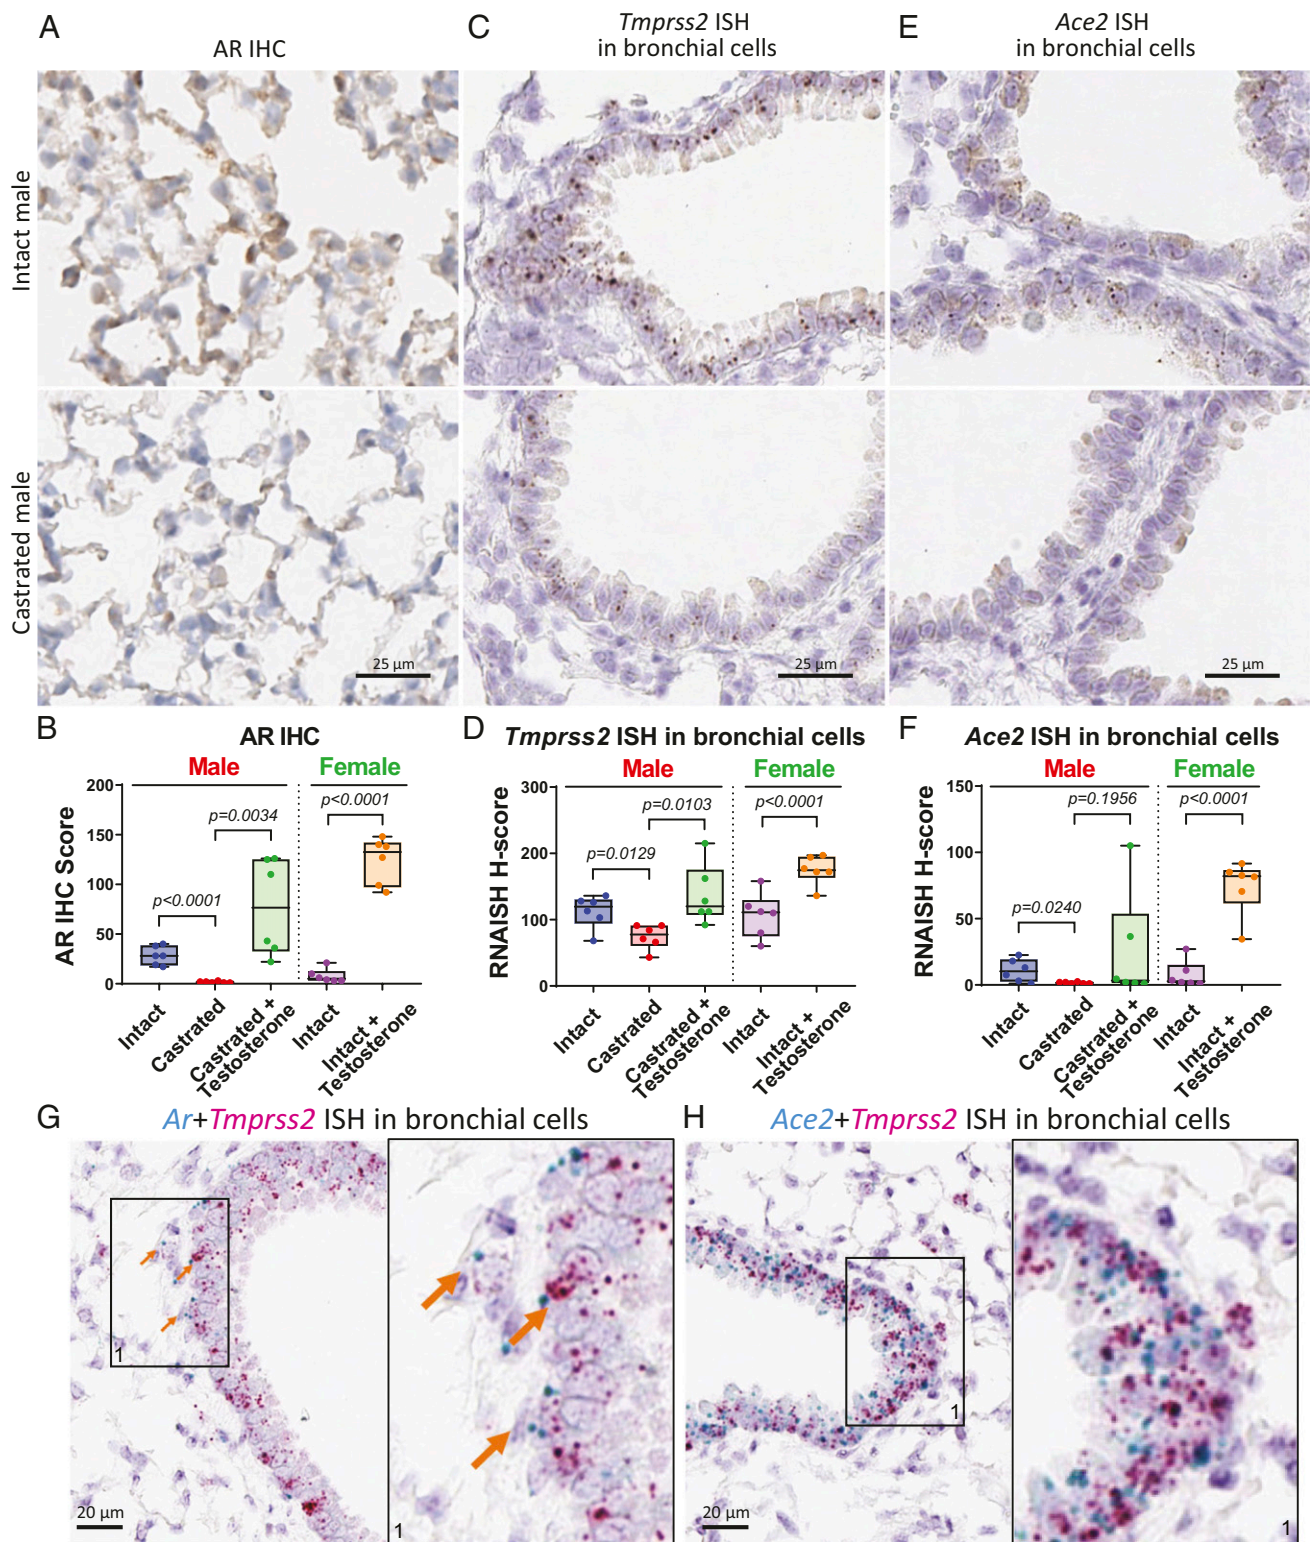 A
AR IHC
C
Tmprss2 ISH
in bronchial cells
E
Ace2 ISH
in bronchial cells
Intact male
Castrated male
25 µm
25 µm
25 µm
B
AR IHC
Male
Female
AR IHC Score
200
150
100
50
0
p<0.0001
p=0.0034
p<0.0001
Intact
Castrated
Castrated +
Testosterone
Intact
Intact +
Testosterone
D
Tmprss2 ISH in bronchial cells
Male
Female
RNAISH H-score
300
200
100
0
p=0.0129
p=0.0103
p<0.0001
Intact
Castrated
Castrated +
Testosterone
Intact
Intact +
Testosterone
F
Ace2 ISH in bronchial cells
Male
Female
RNAISH H-score
150
100
50
0
p=0.0240
p=0.1956
p<0.0001
Intact
Castrated
Castrated +
Testosterone
Intact
Intact +
Testosterone
G
Ar+Tmprss2 ISH in bronchial cells
1
20 µm
1
H
Ace2+Tmprss2 ISH in bronchial cells
1
20 µm
1